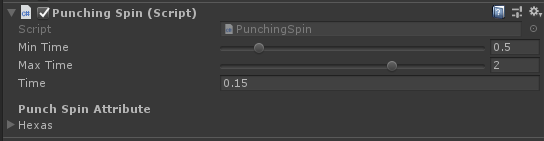 Punching Spin (Script)
Script PunchingSpin
Min Time 0.5
Max Time 2
Time 0.15
Punch Spin Attribute
Hexas